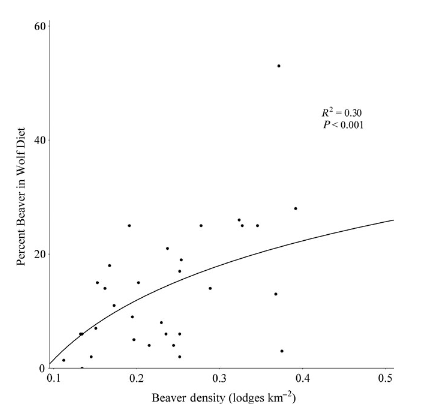 60
40
20
0
Percent Beaver in Wolf Diet
R² = 0.30
P < 0.001
0.1 0.2 0.3 0.4 0.5
Beaver density (lodges km⁻²)